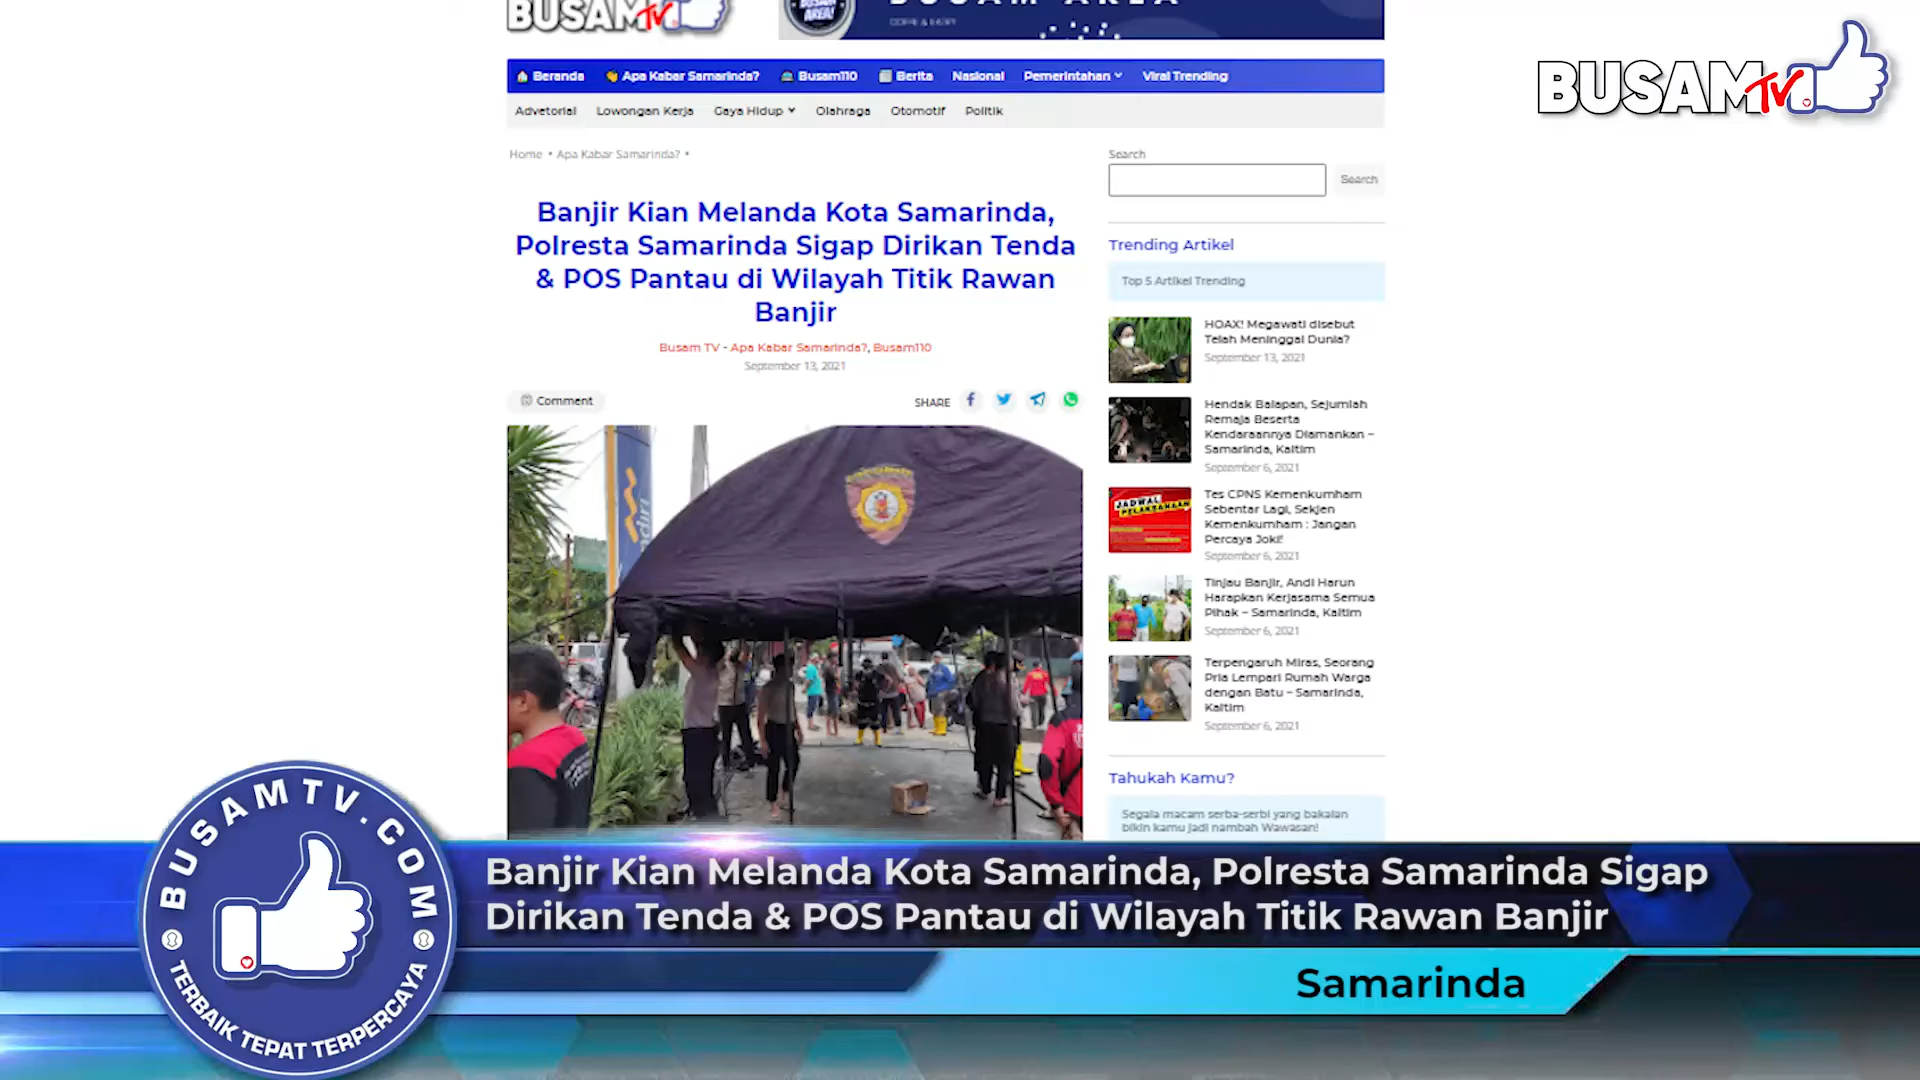 BUSAM TV
BUSAM AREA
BUSAM TV
Beranda Apa Kabar Samarinda? Busam110 Berita Nasional Pemerintahan Viral Trending
Advetorial Lowongan Kerja Gaya Hidup Olahraga Otomotif Politik
Home • Apa Kabar Samarinda? •
Banjir Kian Melanda Kota Samarinda,
Polresta Samarinda Sigap Dirikan Tenda
& POS Pantau di Wilayah Titik Rawan
Banjir
Busam TV - Apa Kabar Samarinda?, Busam110
September 13, 2021
Comment
SHARE
ndiri
Search
Search
Trending Artikel
Top 5 Artikel Trending
HOAX! Megawati disebut
Telah Meninggal Dunia?
September 13, 2021
Hendak Balapan, Sejumlah
Remaja Beserta
Kendaraannya Diamankan –
Samarinda, Kaltim
September 6, 2021
JADWAL
PELAKSANAAN
Tes CPNS Kemenkumham
Sebentar Lagi, Sekjen
Kemenkumham : Jangan
Percaya Joki!
September 6, 2021
Tinjau Banjir, Andi Harun
Harapkan Kerjasama Semua
Pihak – Samarinda, Kaltim
September 6, 2021
Terpengaruh Miras, Seorang
Pria Lempari Rumah Warga
dengan Batu – Samarinda,
Kaltim
September 6, 2021
Tahukah Kamu?
Segala macam serba-serbi yang bakalan
bikin kamu jadi nambah Wawasan!
BUSAMTV.COM
TERBAIK TEPAT TERPERCAYA
Banjir Kian Melanda Kota Samarinda, Polresta Samarinda Sigap
Dirikan Tenda & POS Pantau di Wilayah Titik Rawan Banjir
Samarinda